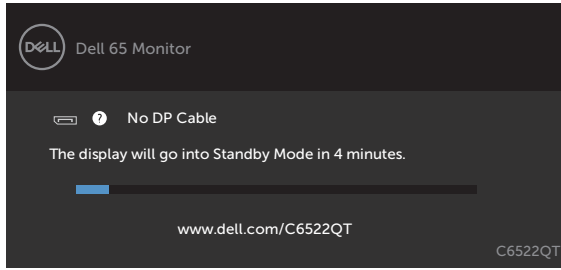 DELL
Dell 65 Monitor
? No DP Cable
The display will go into Standby Mode in 4 minutes.
www.dell.com/C6522QT
C6522QT